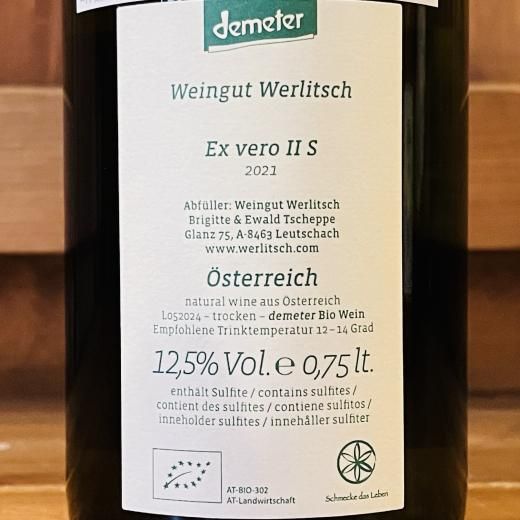 demeter
Weingut Werlitsch
Ex vero II S
2021
Abfüller: Weingut Werlitsch
Brigitte & Ewald Tscheppe
Glanz 75, A-8463 Leutschach
www.werlitsch.com
Österreich
natural wine aus Österreich
L052024 – trocken – demeter Bio Wein
Empfohlene Trinktemperatur 12–14 Grad
12,5% Vol. e 0,75 lt.
enthält Sulfite / contains sulfites /
contient des sulfites / contiene sulfitos /
inneholder sulfites / innehåller sulfiter
AT-BIO-302
AT-Landwirtschaft
Schmecke das Leben